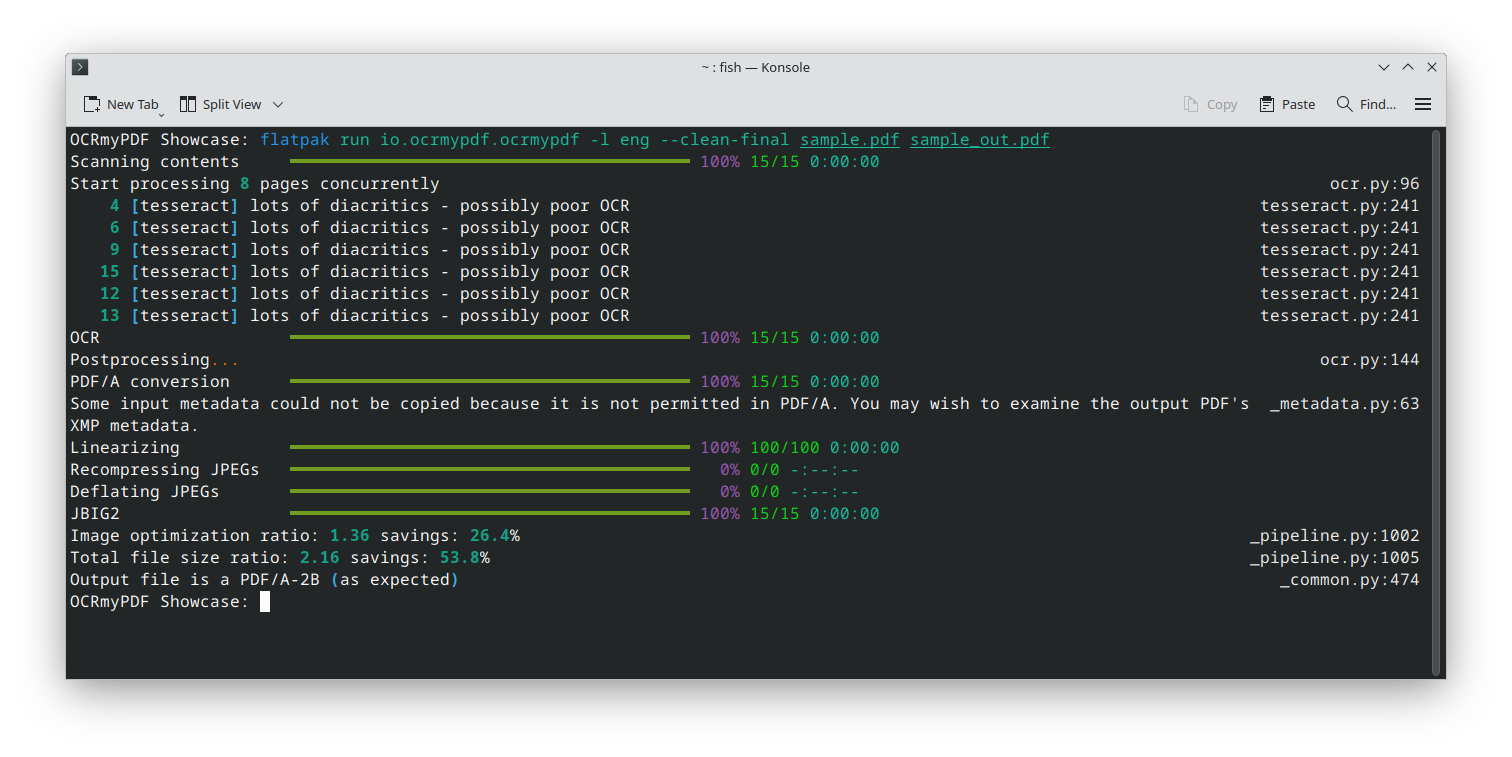 ~ : fish — Konsole
New Tab Split View Copy Paste Find...
OCRmyPDF Showcase: flatpak run io.ocrmypdf.ocrmypdf -l eng --clean-final sample.pdf sample_out.pdf
Scanning contents 100% 15/15 0:00:00
Start processing 8 pages concurrently ocr.py:96
4 [tesseract] lots of diacritics - possibly poor OCR tesseract.py:241
6 [tesseract] lots of diacritics - possibly poor OCR tesseract.py:241
9 [tesseract] lots of diacritics - possibly poor OCR tesseract.py:241
15 [tesseract] lots of diacritics - possibly poor OCR tesseract.py:241
12 [tesseract] lots of diacritics - possibly poor OCR tesseract.py:241
13 [tesseract] lots of diacritics - possibly poor OCR tesseract.py:241
OCR 100% 15/15 0:00:00
Postprocessing... ocr.py:144
PDF/A conversion 100% 15/15 0:00:00
Some input metadata could not be copied because it is not permitted in PDF/A. You may wish to examine the output PDF's _metadata.py:63
XMP metadata.
Linearizing 100% 100/100 0:00:00
Recompressing JPEGs 0% 0/0 -:--:--
Deflating JPEGs 0% 0/0 -:--:--
JBIG2 100% 15/15 0:00:00
Image optimization ratio: 1.36 savings: 26.4% _pipeline.py:1002
Total file size ratio: 2.16 savings: 53.8% _pipeline.py:1005
Output file is a PDF/A-2B (as expected) _common.py:474
OCRmyPDF Showcase: